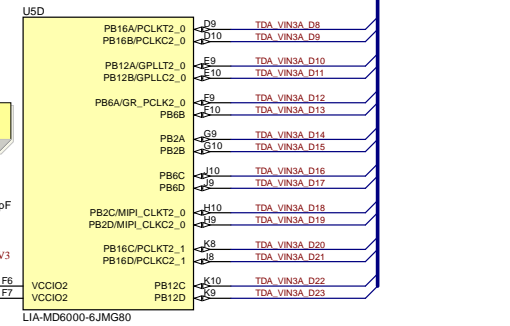 U5D
PB16A/PCLKT2_0 D9 TDA_VIN3A_D8
PB16B/PCLKC2_0 D10 TDA_VIN3A_D9
PB12A/GPLLT2_0 E9 TDA_VIN3A_D10
PB12B/GPLLC2_0 E10 TDA_VIN3A_D11
PB6A/GR_PCLK2_0 F9 TDA_VIN3A_D12
PB6B F10 TDA_VIN3A_D13
PB2A G9 TDA_VIN3A_D14
PB2B G10 TDA_VIN3A_D15
PB6C J10 TDA_VIN3A_D16
PB6D J9 TDA_VIN3A_D17
pF
PB2C/MIPI_CLKT2_0 H10 TDA_VIN3A_D18
PB2D/MIPI_CLKC2_0 H9 TDA_VIN3A_D19
PB16C/PCLKT2_1 K8 TDA_VIN3A_D20
V3 PB16D/PCLKC2_1 J8 TDA_VIN3A_D21
F6 VCCIO2 PB12C K10 TDA_VIN3A_D22
F7 VCCIO2 PB12D K9 TDA_VIN3A_D23
LIA-MD6000-6JMG80